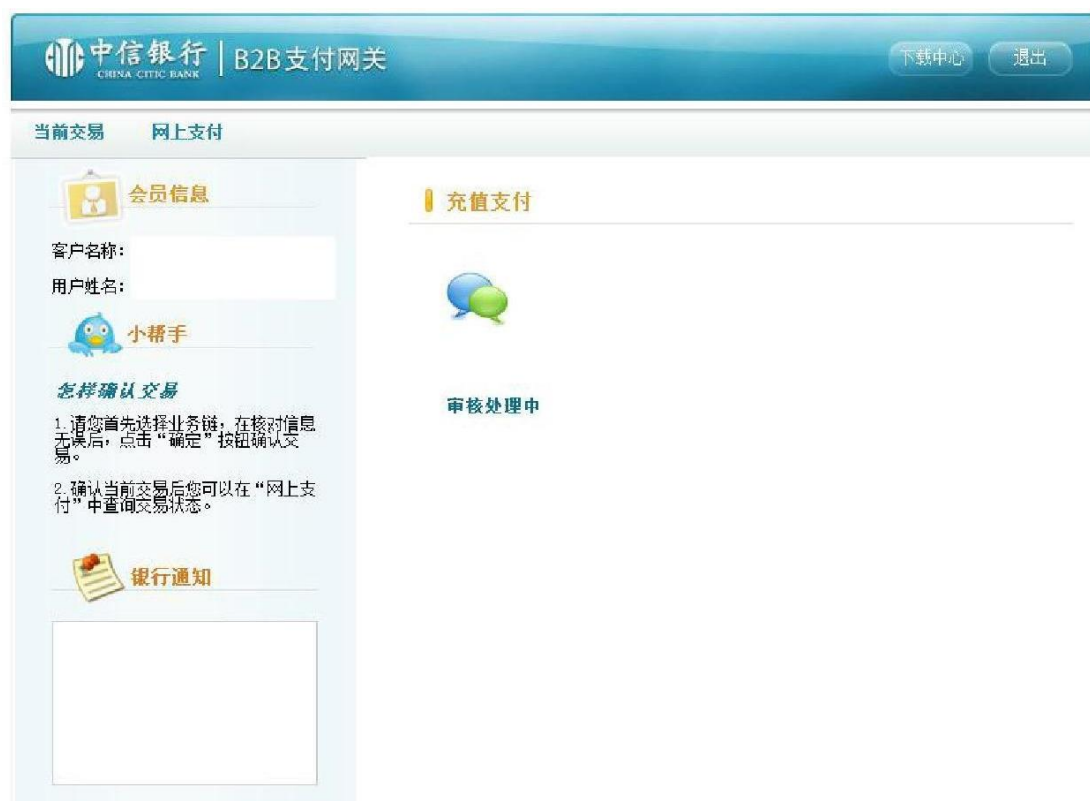 中信银行 B2B支付网关
CHINA CITIC BANK
下载中心 退出
当前交易 网上支付
会员信息
客户名称：
用户姓名：
小帮手
怎样确认交易
1.请您首先选择业务链，在核对信息
无误后，点击“确定”按钮确认交
易。
2.确认当前交易后您可以在“网上支
付”中查询交易状态。
银行通知
充值支付
审核处理中